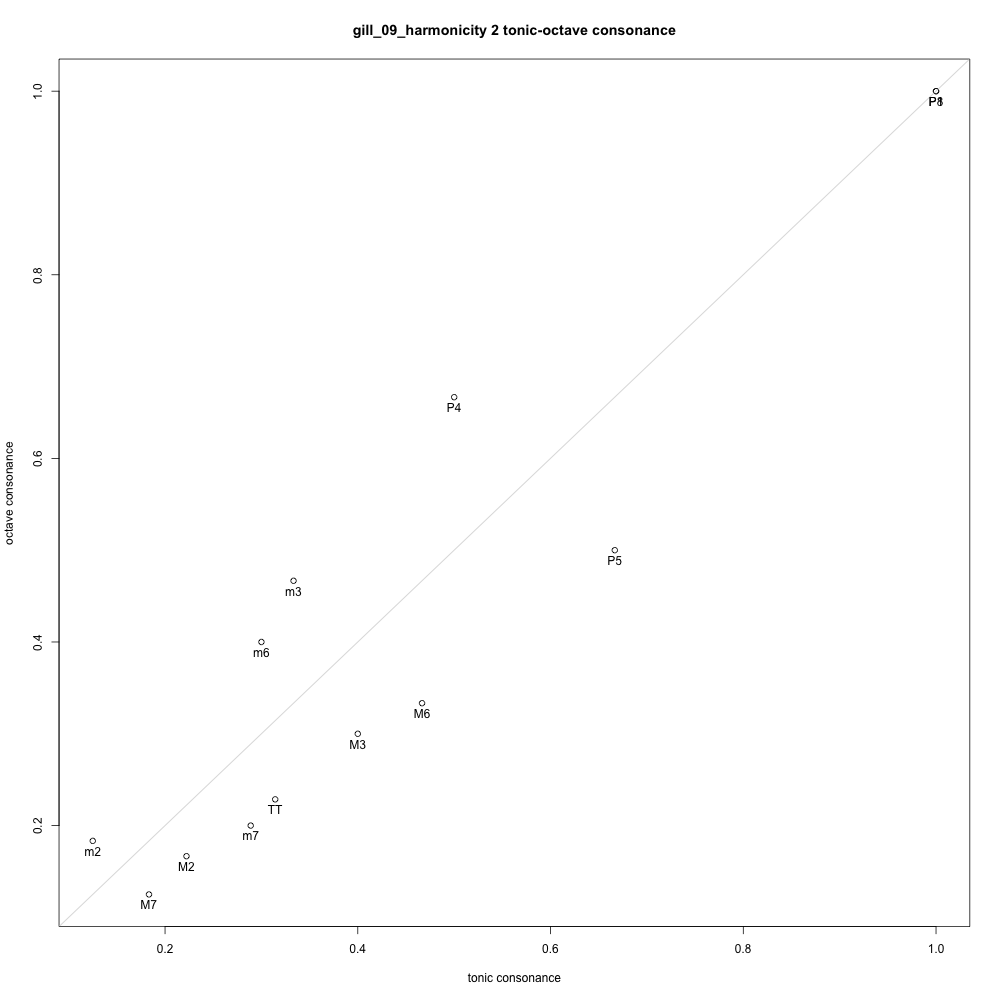 gill_09_harmonicity 2 tonic-octave consonance
1.0
P1
P8
0.8
P4
0.6
octave consonance
P5
m3
0.4
m6
M6
M3
TT
0.2
m7
m2
M2
M7
0.2 0.4 0.6 0.8 1.0
tonic consonance